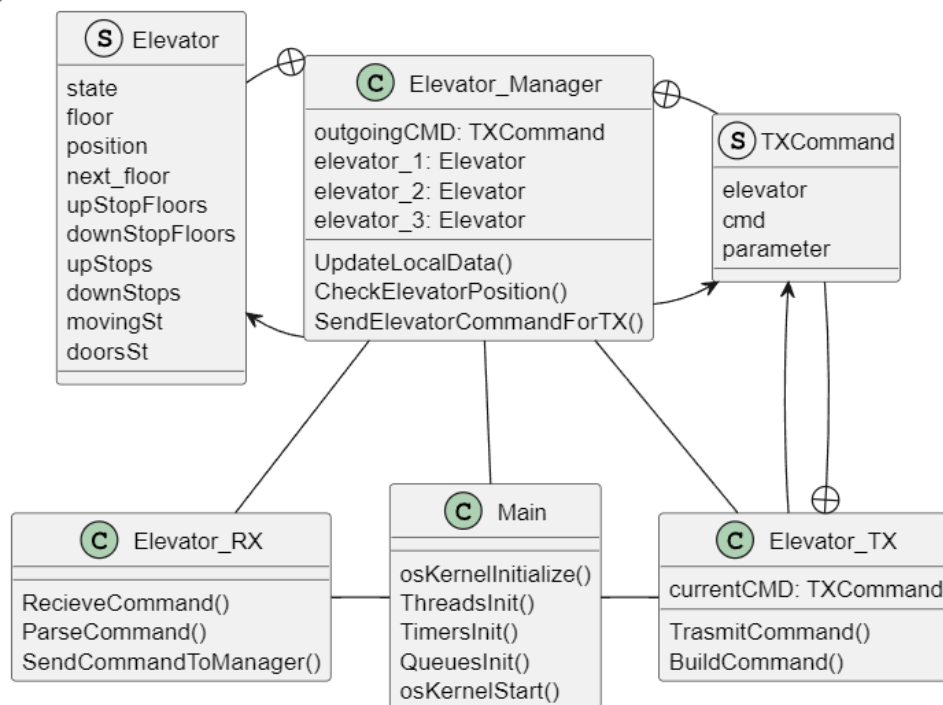 S Elevator
state
floor
position
next_floor
upStopFloors
downStopFloors
upStops
downStops
movingSt
doorsSt
C Elevator_Manager
outgoingCMD: TXCommand
elevator_1: Elevator
elevator_2: Elevator
elevator_3: Elevator
UpdateLocalData()
CheckElevatorPosition()
SendElevatorCommandForTX()
S TXCommand
elevator
cmd
parameter
C Elevator_RX
RecieveCommand()
ParseCommand()
SendCommandToManager()
C Main
osKernelInitialize()
ThreadsInit()
TimersInit()
QueuesInit()
osKernelStart()
C Elevator_TX
currentCMD: TXCommand
TrasmitCommand()
BuildCommand()